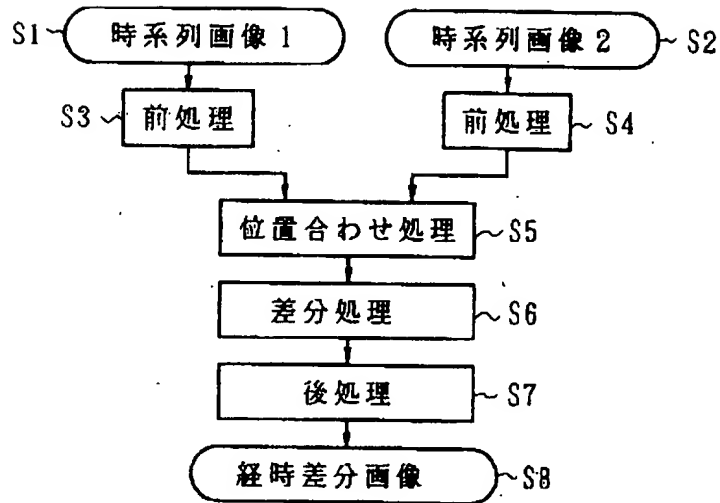 S1 時系列画像1 時系列画像2 S2
S3 前処理 前処理 S4
位置合わせ処理 S5
差分処理 S6
後処理 S7
経時差分画像 S8